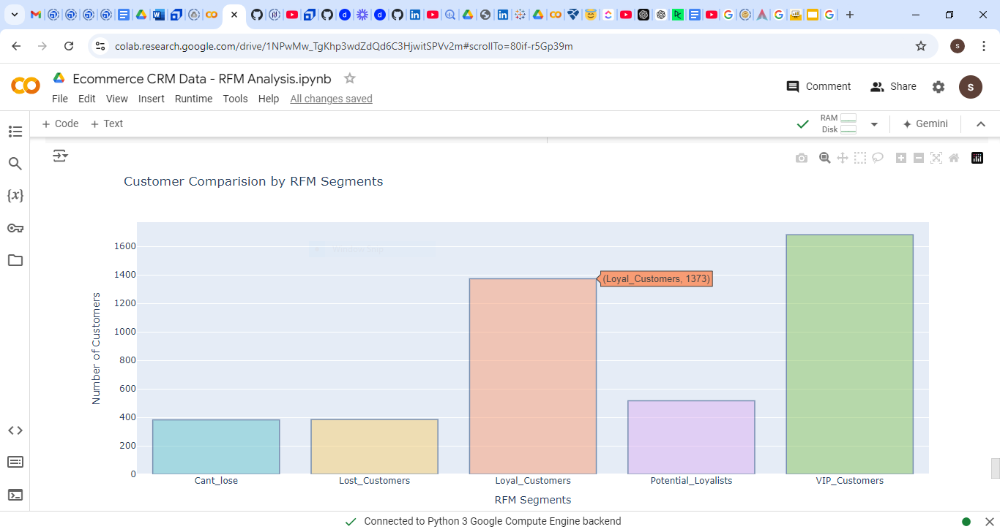 colab.research.google.com/drive/1NPwMw_TgKhp3wdZdQd6C3HjwitSPVv2m#scrollTo=80if-r5Gp39m
S
Ecommerce CRM Data - RFM Analysis.ipynb
File Edit View Insert Runtime Tools Help All changes saved
Comment
Share
S
+ Code + Text
RAM
Disk
Gemini
Customer Comparision by RFM Segments
Number of Customers
1600
1400
1200
1000
800
600
400
200
0
Window Snip
(Loyal_Customers, 1373)
Cant_lose Lost_Customers Loyal_Customers Potential_Loyalists VIP_Customers
RFM Segments
Connected to Python 3 Google Compute Engine backend